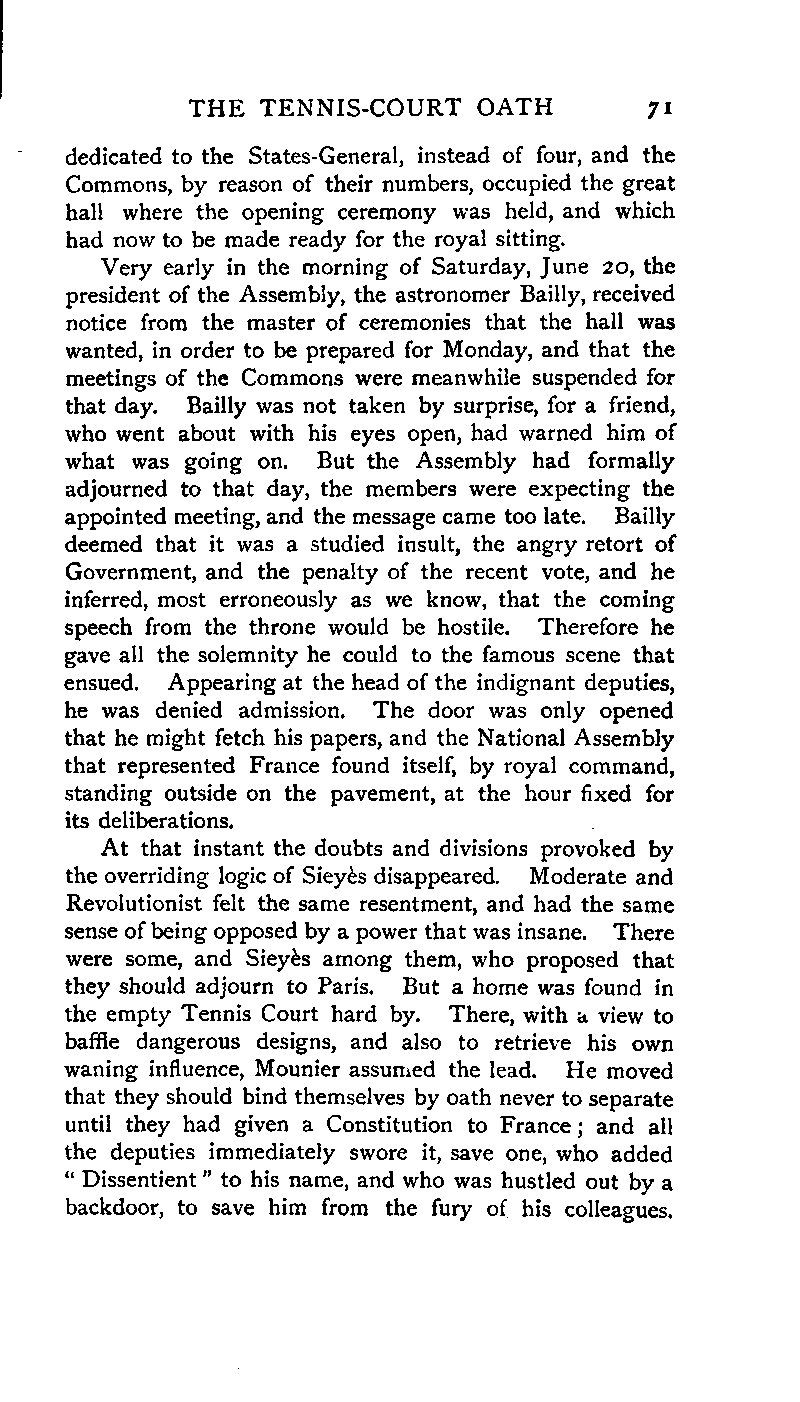 THE TENNIS-COURT OATH 71
dedicated to the States-General, instead of four, and the
Commons, by reason of their numbers, occupied the great
hall where the opening ceremony was held, and which
had now to be made ready for the royal sitting.
Very early in the morning of Saturday, June 20, the
president of the Assembly, the astronomer Bailly, received
notice from the master of ceremonies that the hall was
wanted, in order to be prepared for Monday, and that the
meetings of the Commons were meanwhile suspended for
that day. Bailly was not taken by surprise, for a friend,
who went about with his eyes open, had warned him of
what was going on. But the Assembly had formally
adjourned to that day, the members were expecting the
appointed meeting, and the message came too late. Bailly
deemed that it was a studied insult, the angry retort of
Government, and the penalty of the recent vote, and he
inferred, most erroneously as we know, that the coming
speech from the throne would be hostile. Therefore he
gave all the solemnity he could to the famous scene that
ensued. Appearing at the head of the indignant deputies,
he was denied admission. The door was only opened
that he might fetch his papers, and the National Assembly
that represented France found itself, by royal command,
standing outside on the pavement, at the hour fixed for
its deliberations.
At that instant the doubts and divisions provoked by
the overriding logic of Sieyès disappeared. Moderate and
Revolutionist felt the same resentment, and had the same
sense of being opposed by a power that was insane. There
were some, and Sieyès among them, who proposed that
they should adjourn to Paris. But a home was found in
the empty Tennis Court hard by. There, with a view to
baffle dangerous designs, and also to retrieve his own
waning influence, Mounier assumed the lead. He moved
that they should bind themselves by oath never to separate
until they had given a Constitution to France ; and all
the deputies immediately swore it, save one, who added
" Dissentient " to his name, and who was hustled out by a
backdoor, to save him from the fury of his colleagues.